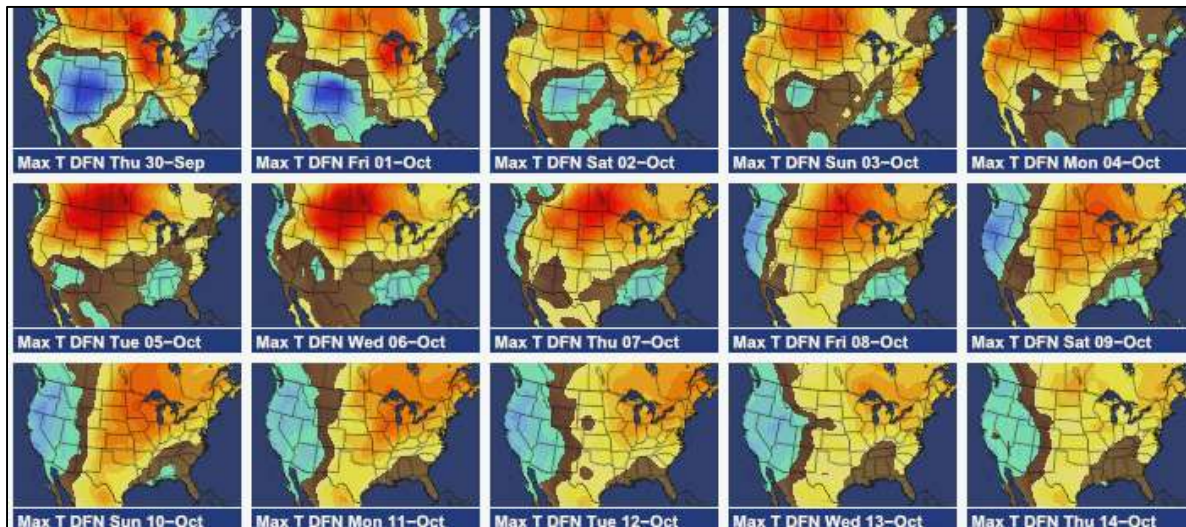 Max T DFN Thu 30-Sep
Max T DFN Fri 01-Oct
Max T DFN Sat 02-Oct
Max T DFN Sun 03-Oct
Max T DFN Mon 04-Oct
Max T DFN Tue 05-Oct
Max T DFN Wed 06-Oct
Max T DFN Thu 07-Oct
Max T DFN Fri 08-Oct
Max T DFN Sat 09-Oct
Max T DFN Sun 10-Oct
Max T DFN Mon 11-Oct
Max T DFN Tue 12-Oct
Max T DFN Wed 13-Oct
Max T DFN Thu 14-Oct